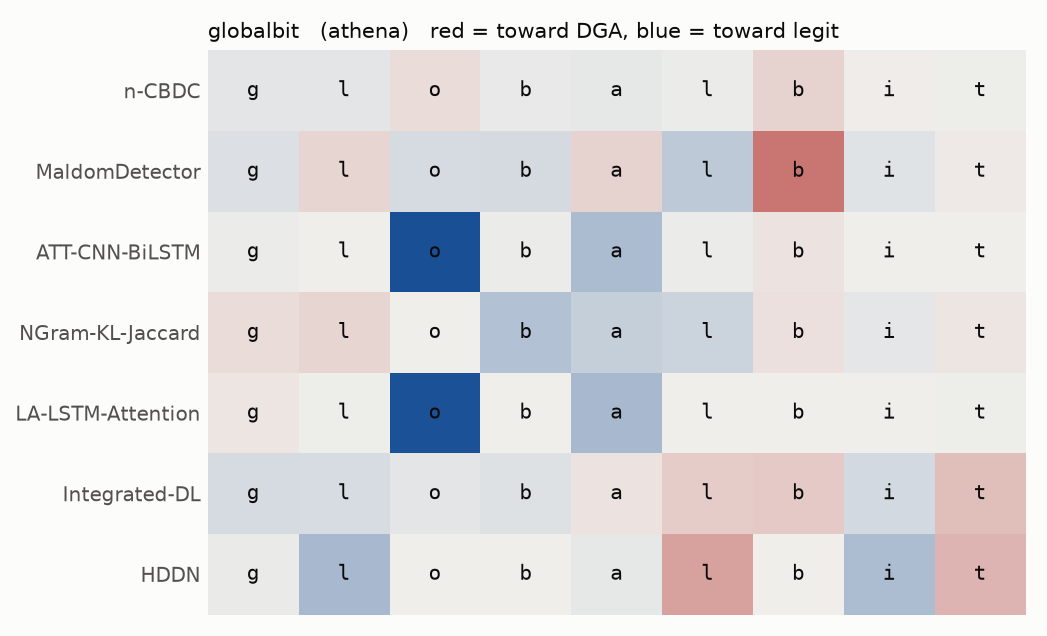 globalbit (athena) red = toward DGA, blue = toward legit
n-CBDC g l o b a l b i t
MaldomDetector g l o b a l b i t
ATT-CNN-BiLSTM g l o b a l b i t
NGram-KL-Jaccard g l o b a l b i t
LA-LSTM-Attention g l o b a l b i t
Integrated-DL g l o b a l b i t
HDDN g l o b a l b i t